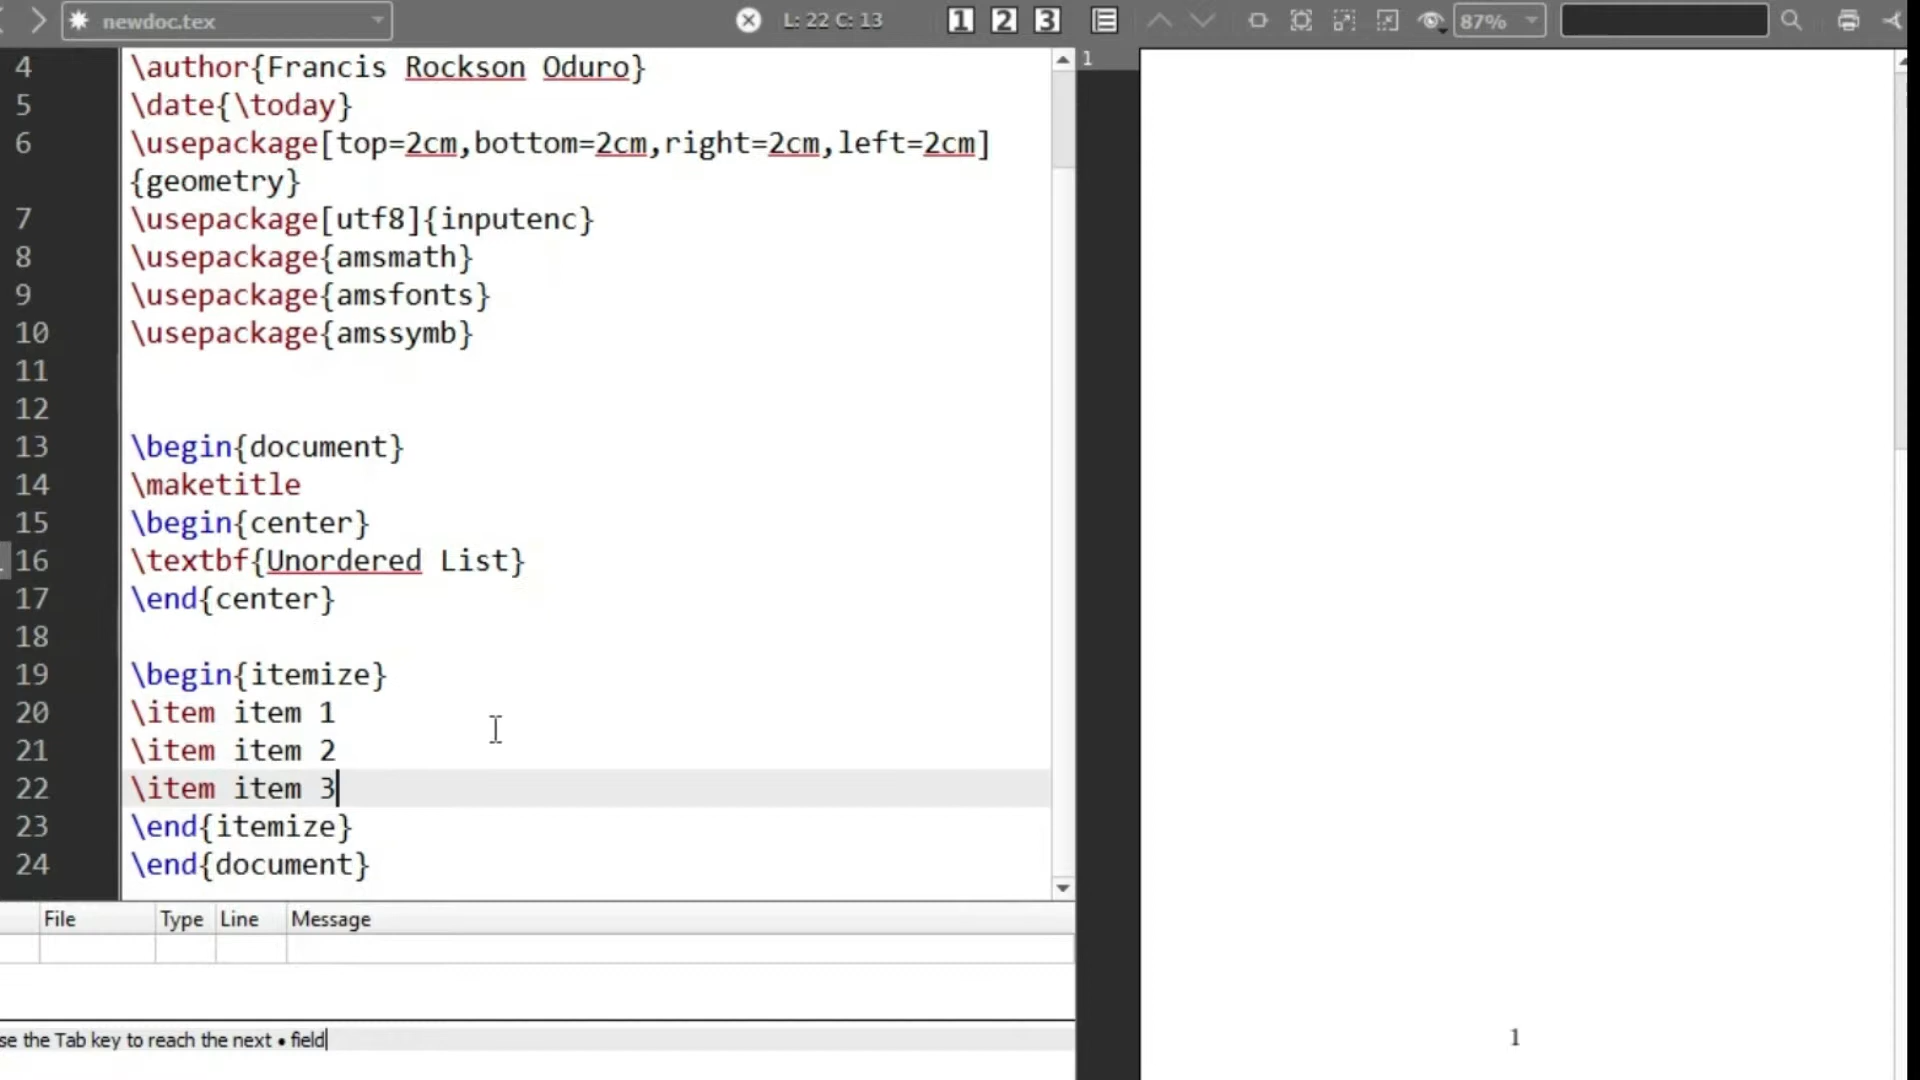 newdoc.tex
L: 22 C: 13
1 2 3
87%
4 \author{Francis Rockson Oduro}
5 \date{\today}
6 \usepackage[top=2cm,bottom=2cm,right=2cm,left=2cm]
{geometry}
7 \usepackage[utf8]{inputenc}
8 \usepackage{amsmath}
9 \usepackage{amsfonts}
10 \usepackage{amssymb}
11
12
13 \begin{document}
14 \maketitle
15 \begin{center}
16 \textbf{Unordered List}
17 \end{center}
18
19 \begin{itemize}
20 \item item 1
21 \item item 2
22 \item item 3
23 \end{itemize}
24 \end{document}
File Type Line Message
se the Tab key to reach the next • field
1
1